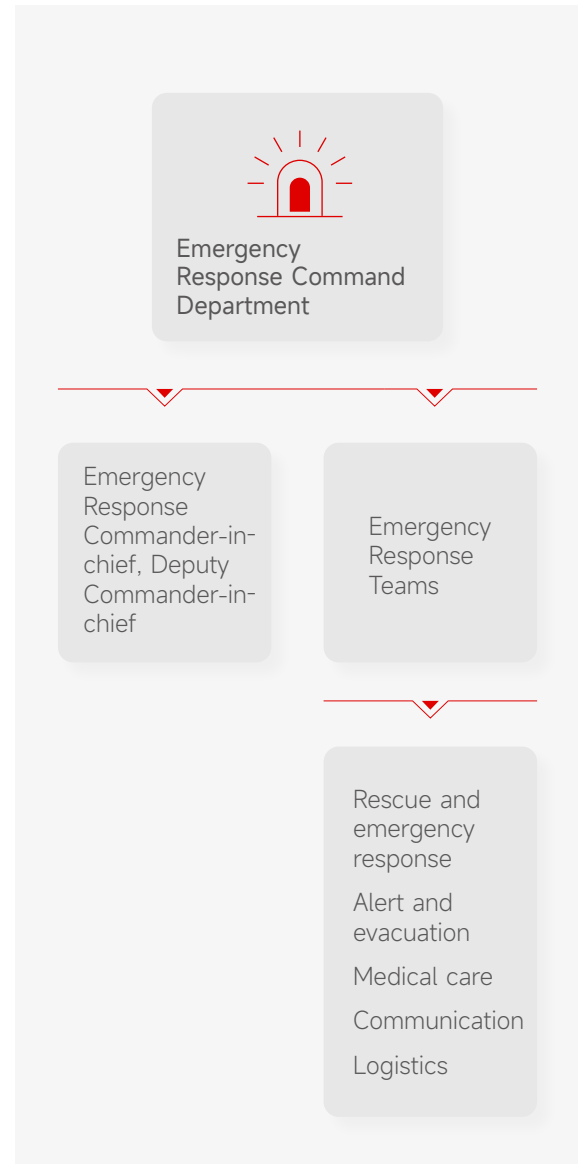 Emergency
Response Command
Department
Emergency
Response
Commander-in-
chief, Deputy
Commander-in-
chief
Emergency
Response
Teams
Rescue and
emergency
response
Alert and
evacuation
Medical care
Communication
Logistics